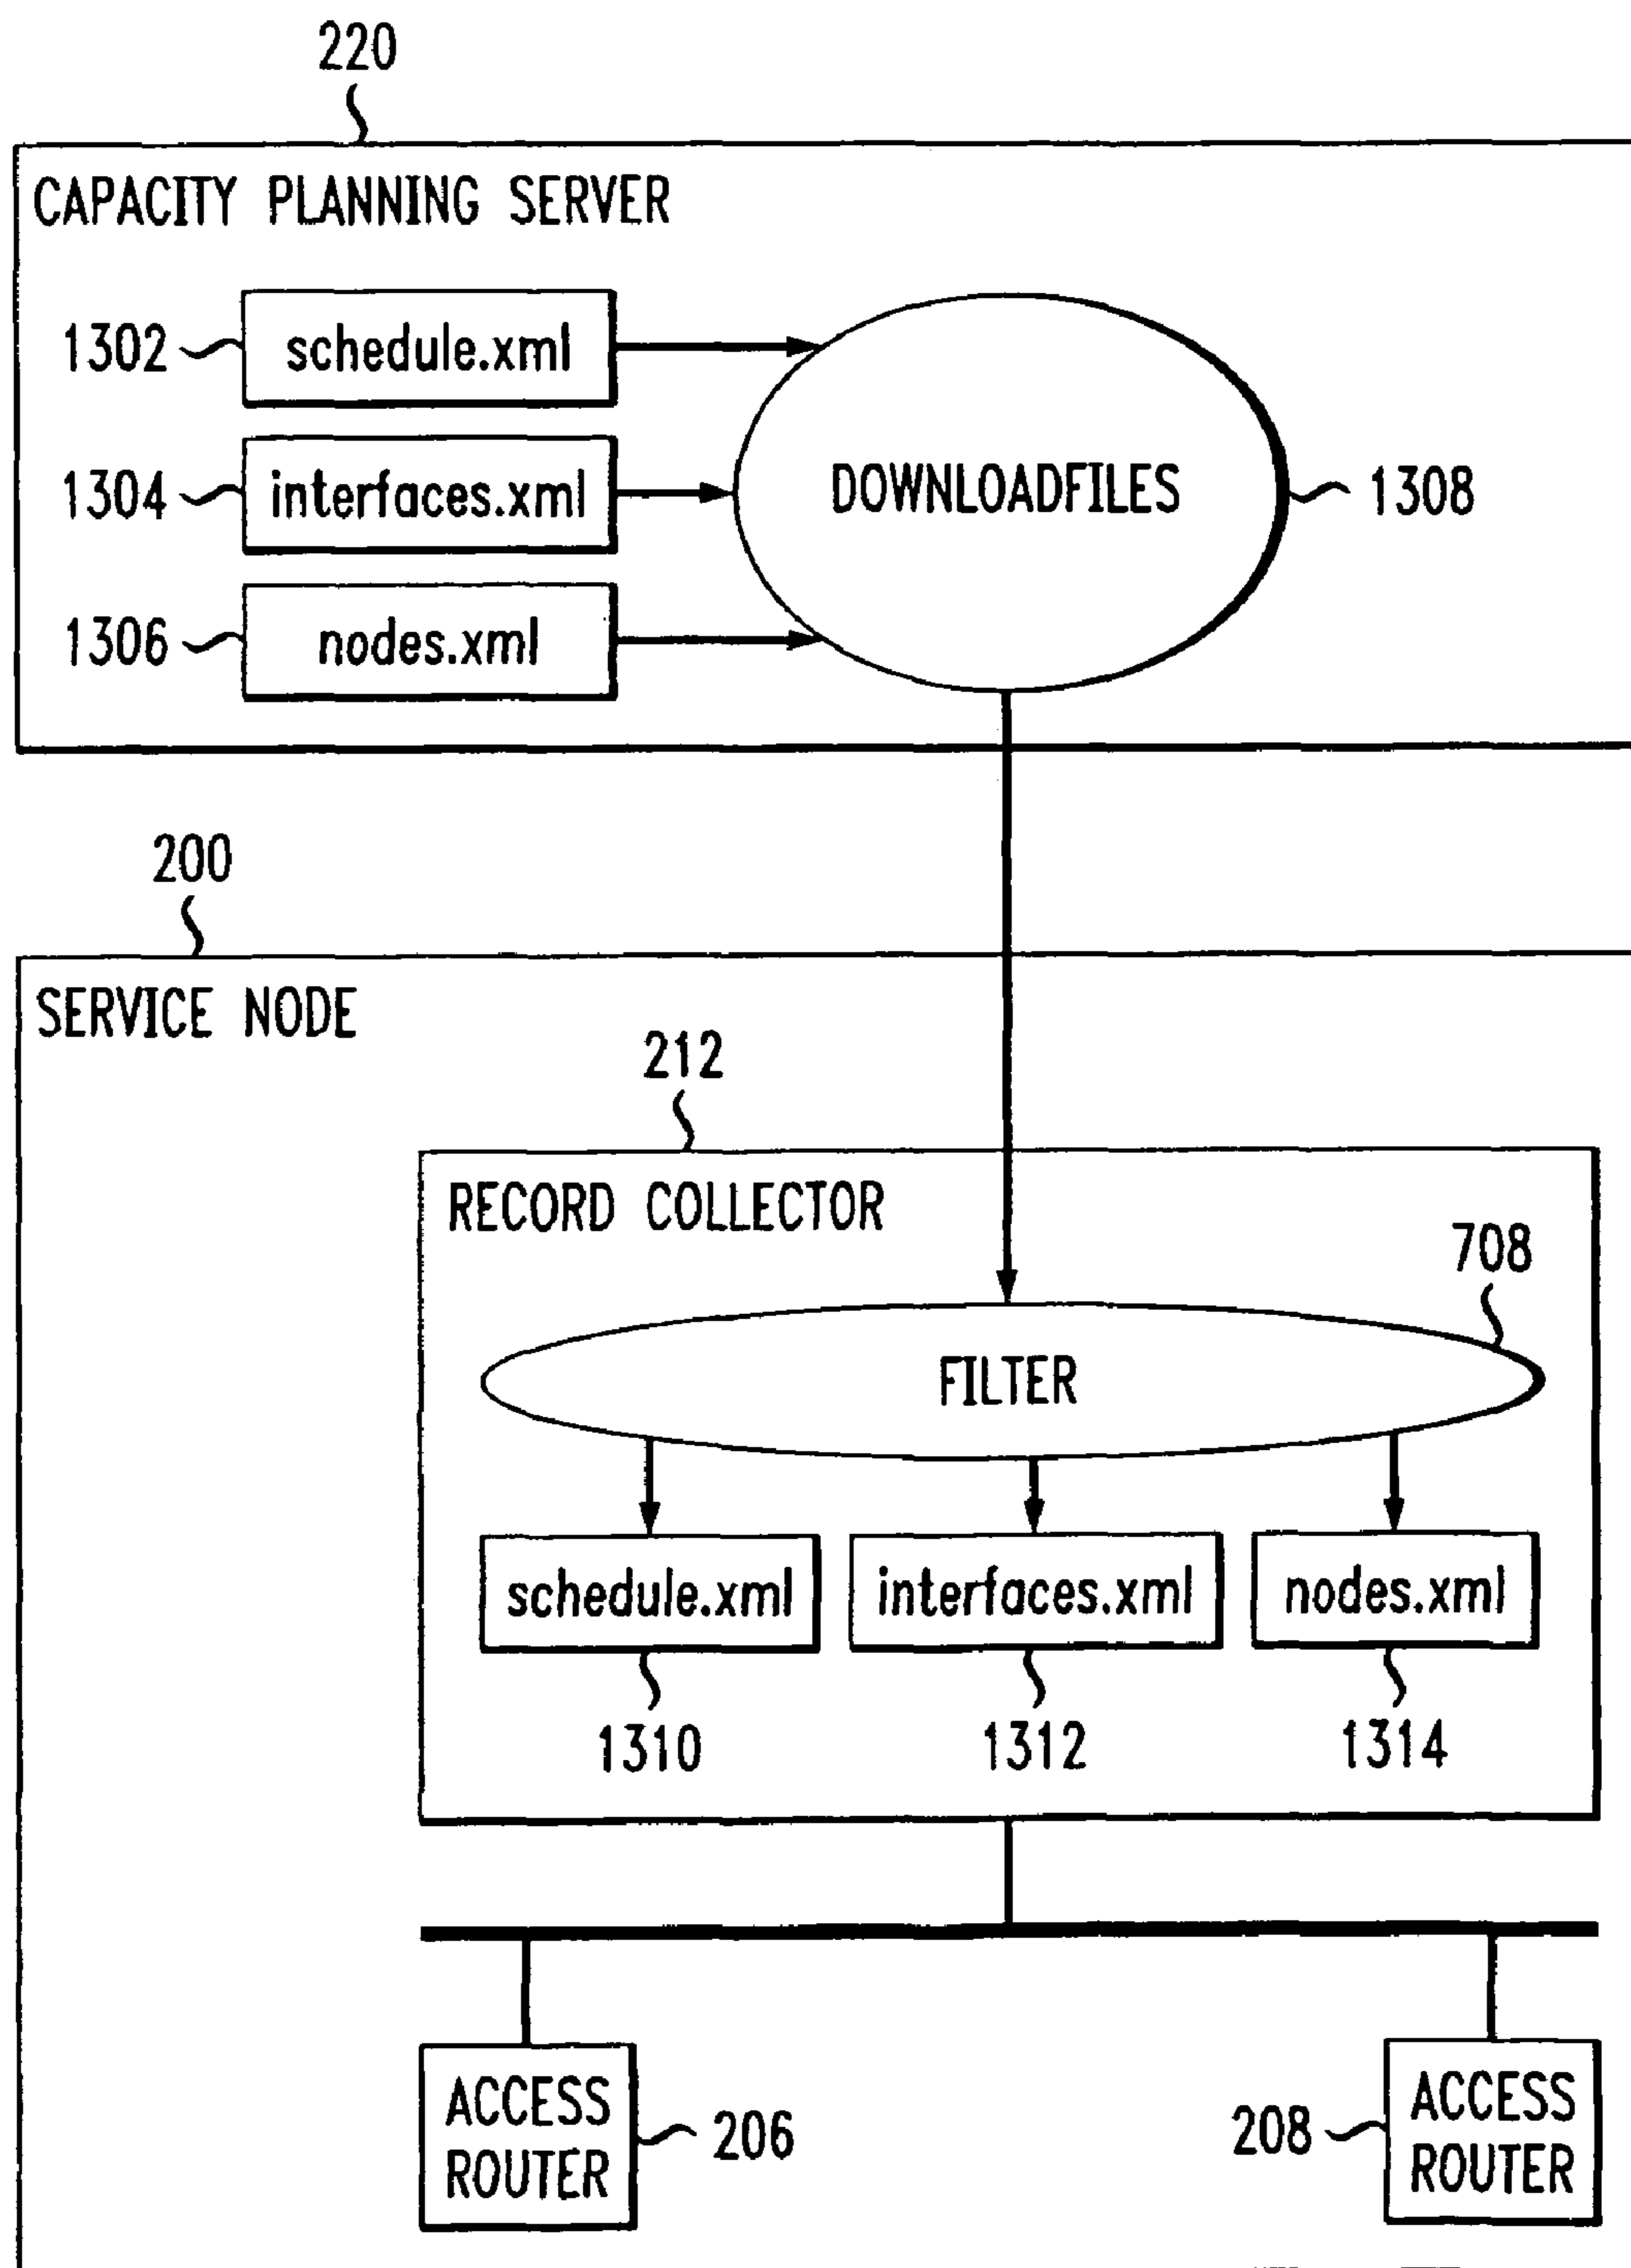 220
CAPACITY PLANNING SERVER
1302 schedule.xml
1304 interfaces.xml
1306 nodes.xml
DOWNLOADFILES 1308
200
SERVICE NODE
212
RECORD COLLECTOR
708
FILTER
schedule.xml interfaces.xml nodes.xml
1310 1312 1314
ACCESS
ROUTER
206
208
ACCESS
ROUTER